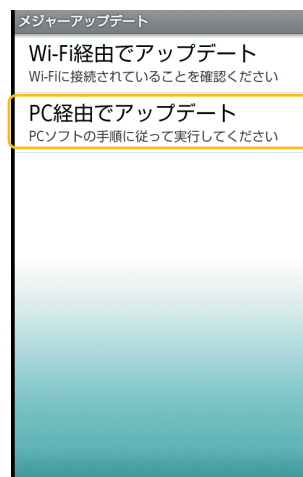 メジャーアップデート
Wi-Fi経由でアップデート
Wi-Fiに接続されていることを確認ください
PC経由でアップデート
PCソフトの手順に従って実行してください